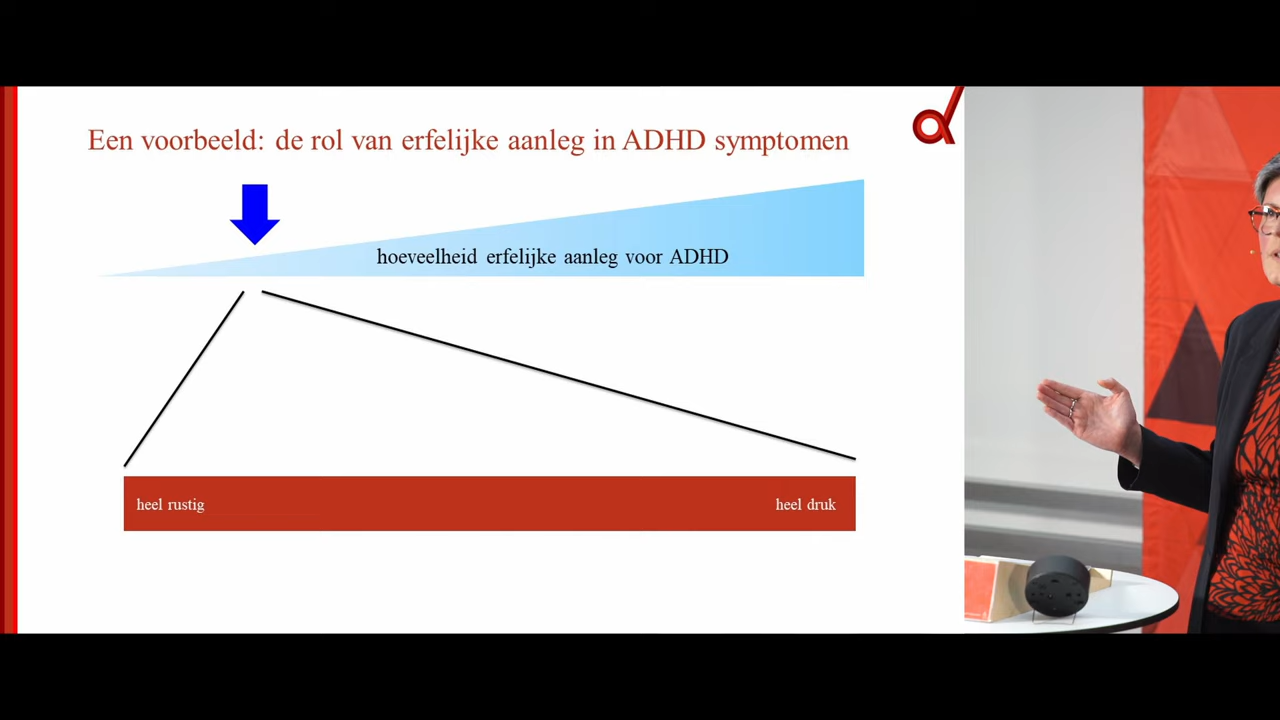 Een voorbeeld: de rol van erfelijke aanleg in ADHD symptomen
hoeveelheid erfelijke aanleg voor ADHD
heel rustig
heel druk